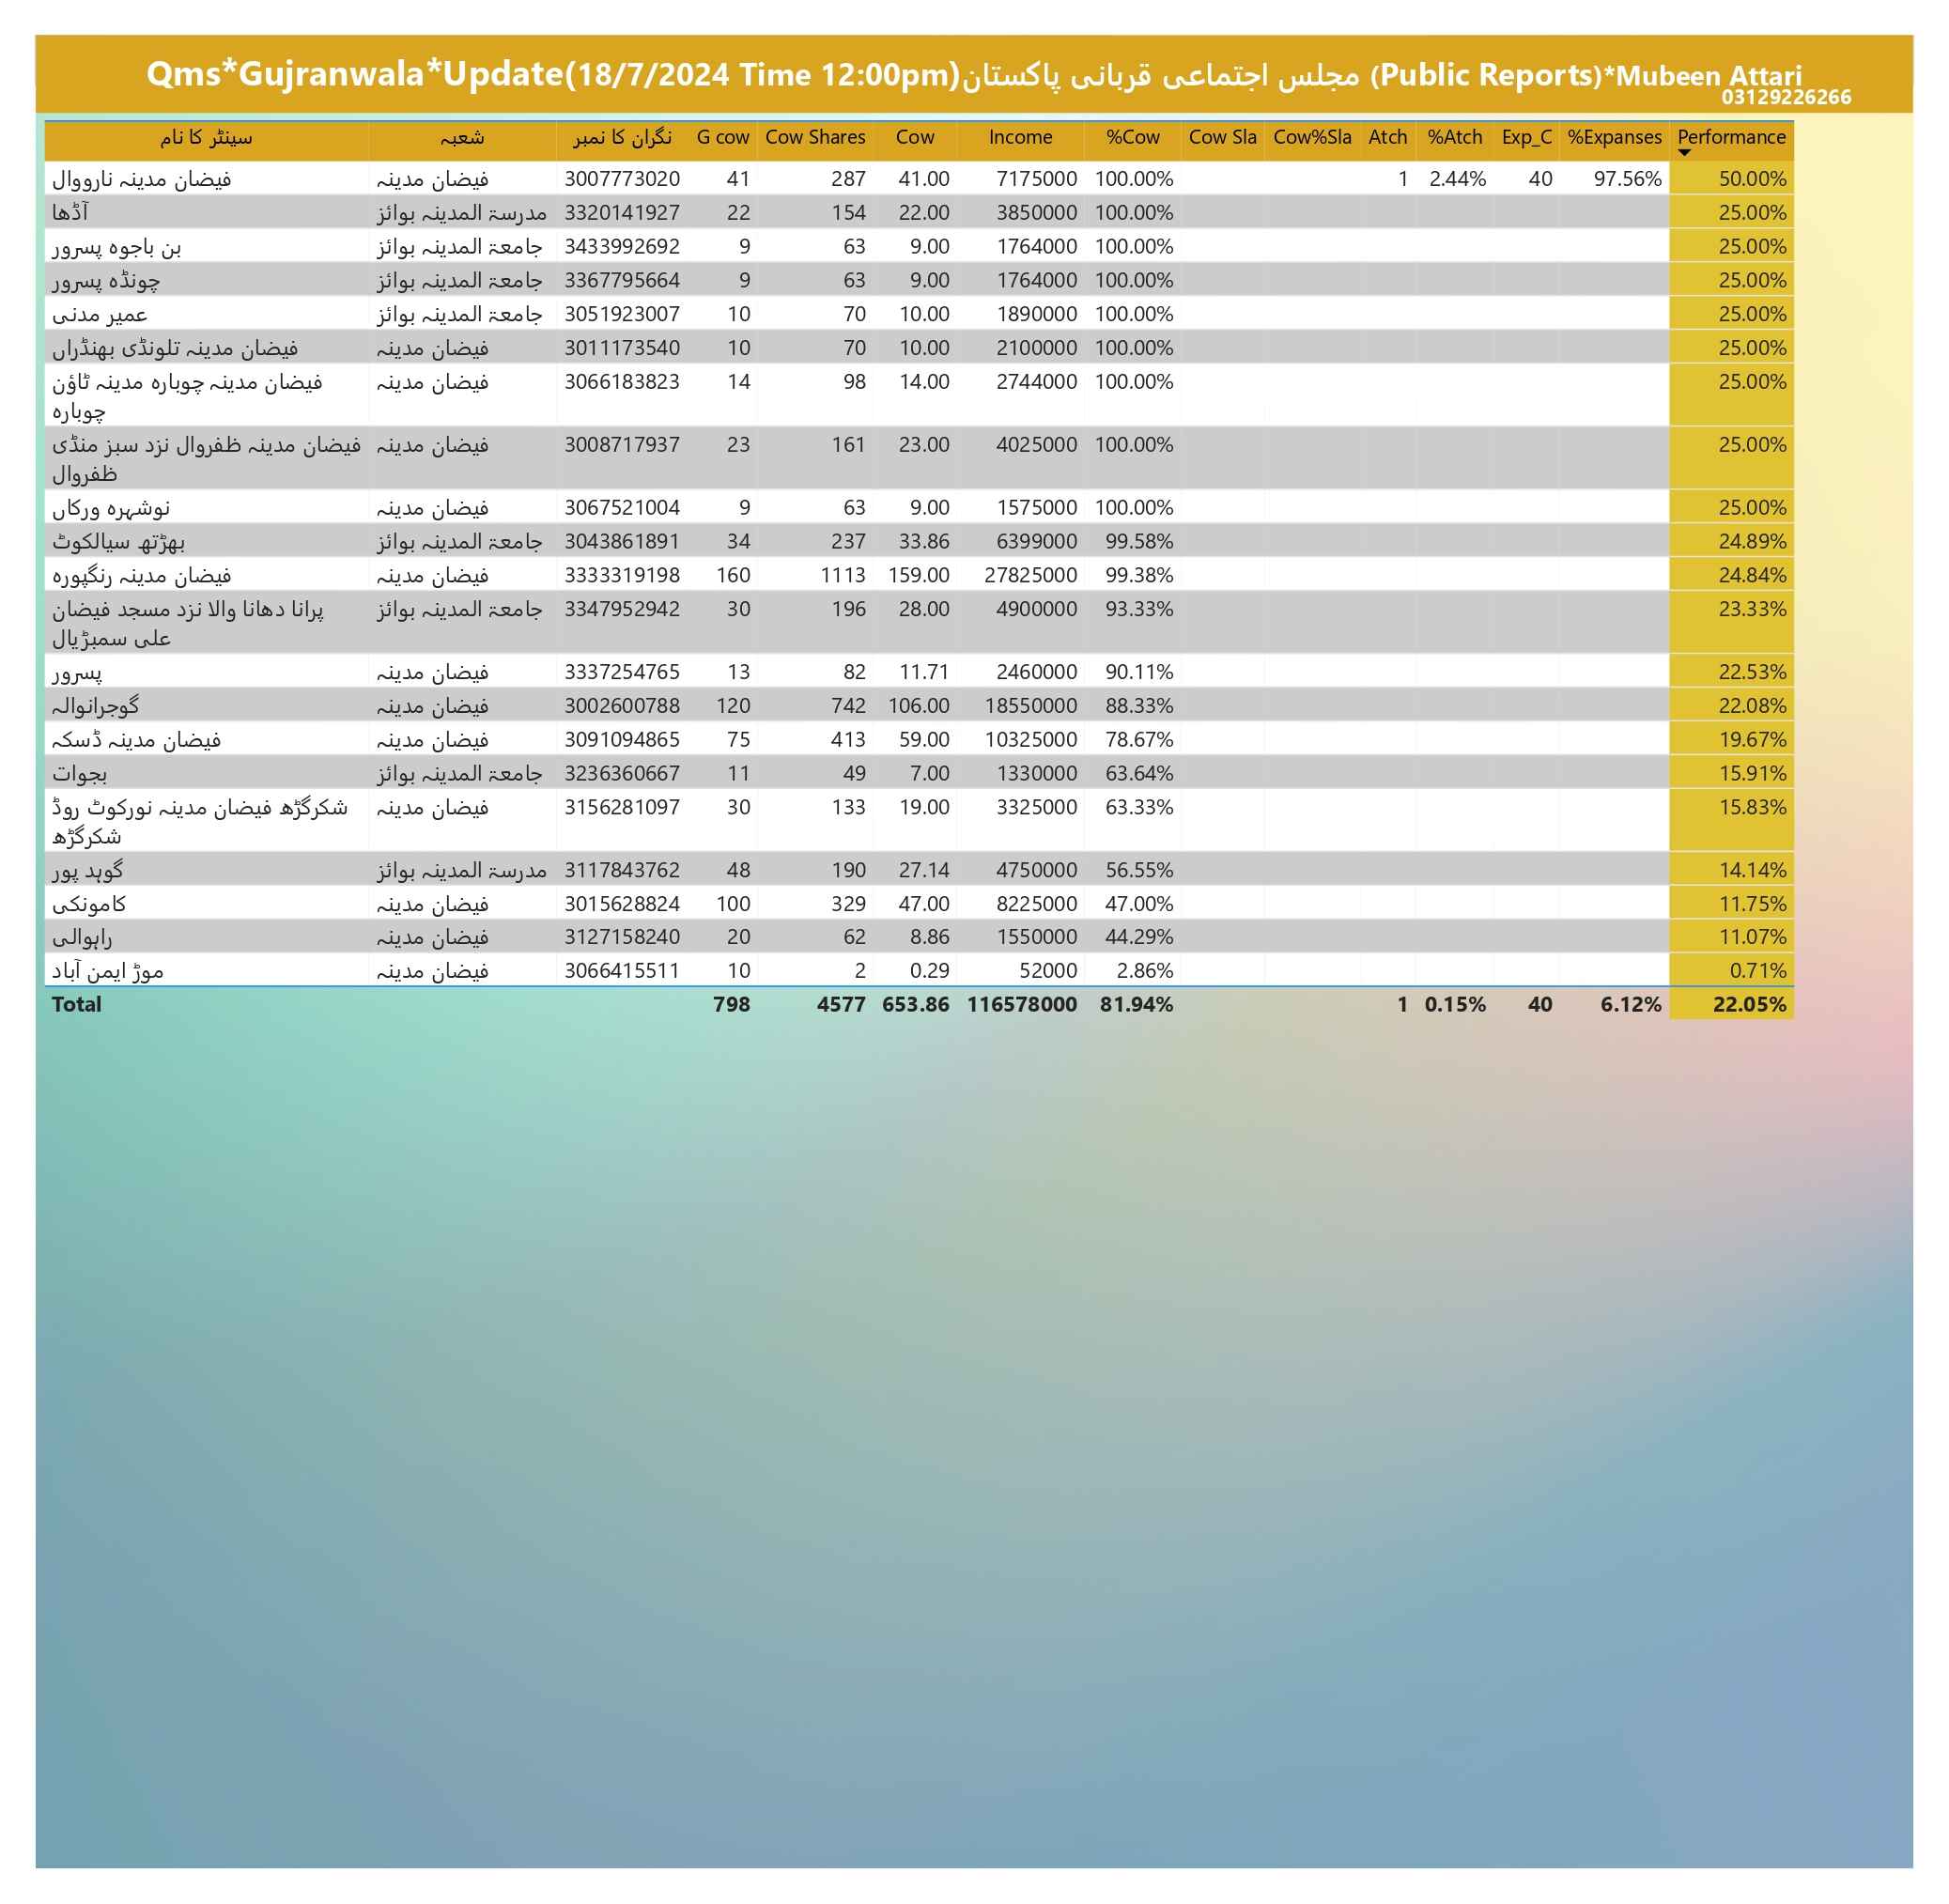 Qms*Gujranwala*Update(18/7/2024 Time 12:00pm)مجلس اجتماعی قربانی پاکستان (Public Reports)*Mubeen Attari
03129226266
سینٹر کا نام شعبہ نگران کا نمبر G cow Cow Shares Cow Income %Cow Cow Sla Cow%Sla Atch %Atch Exp_C %Expanses Performance
فیضان مدینہ نارووال فیضان مدینہ 3007773020 41 287 41.00 7175000 100.00% 1 2.44% 40 97.56% 50.00%
آڈھا مدرسۃ المدینہ بوائز 3320141927 22 154 22.00 3850000 100.00% 25.00%
بن باجوہ پسرور جامعۃ المدینہ بوائز 3433992692 9 63 9.00 1764000 100.00% 25.00%
چونڈہ پسرور جامعۃ المدینہ بوائز 3367795664 9 63 9.00 1764000 100.00% 25.00%
عمیر مدنی جامعۃ المدینہ بوائز 3051923007 10 70 10.00 1890000 100.00% 25.00%
فیضان مدینہ تلونڈی بھنڈراں فیضان مدینہ 3011173540 10 70 10.00 2100000 100.00% 25.00%
فیضان مدینہ چوبارہ مدینہ ٹاؤن فیضان مدینہ 3066183823 14 98 14.00 2744000 100.00% 25.00%
چوبارہ
فیضان مدینہ ظفروال نزد سبز منڈی فیضان مدینہ 3008717937 23 161 23.00 4025000 100.00% 25.00%
ظفروال
نوشہرہ ورکاں فیضان مدینہ 3067521004 9 63 9.00 1575000 100.00% 25.00%
بھڑتھ سیالکوٹ جامعۃ المدینہ بوائز 3043861891 34 237 33.86 6399000 99.58% 24.89%
فیضان مدینہ رنگپورہ فیضان مدینہ 3333319198 160 1113 159.00 27825000 99.38% 24.84%
پرانا دھانا والا نزد مسجد فیضان جامعۃ المدینہ بوائز 3347952942 30 196 28.00 4900000 93.33% 23.33%
علی سمبڑیال
پسرور فیضان مدینہ 3337254765 13 82 11.71 2460000 90.11% 22.53%
گوجرانوالہ فیضان مدینہ 3002600788 120 742 106.00 18550000 88.33% 22.08%
فیضان مدینہ ڈسکہ فیضان مدینہ 3091094865 75 413 59.00 10325000 78.67% 19.67%
بجوات جامعۃ المدینہ بوائز 3236360667 11 49 7.00 1330000 63.64% 15.91%
شکرگڑھ فیضان مدینہ نورکوٹ روڈ فیضان مدینہ 3156281097 30 133 19.00 3325000 63.33% 15.83%
شکرگڑھ
گوہد پور مدرسۃ المدینہ بوائز 3117843762 48 190 27.14 4750000 56.55% 14.14%
کامونکی فیضان مدینہ 3015628824 100 329 47.00 8225000 47.00% 11.75%
راہوالی فیضان مدینہ 3127158240 20 62 8.86 1550000 44.29% 11.07%
موڑ ایمن آباد فیضان مدینہ 3066415511 10 2 0.29 52000 2.86% 0.71%
Total 798 4577 653.86 116578000 81.94% 1 0.15% 40 6.12% 22.05%